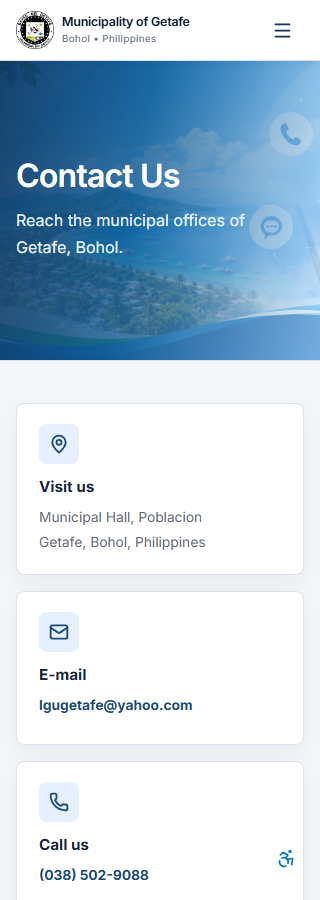 Municipality of Getafe
Bohol • Philippines
Contact Us
Reach the municipal offices of
Getafe, Bohol.
Visit us
Municipal Hall, Poblacion
Getafe, Bohol, Philippines
E-mail
lgugetafe@yahoo.com
Call us
(038) 502-9088